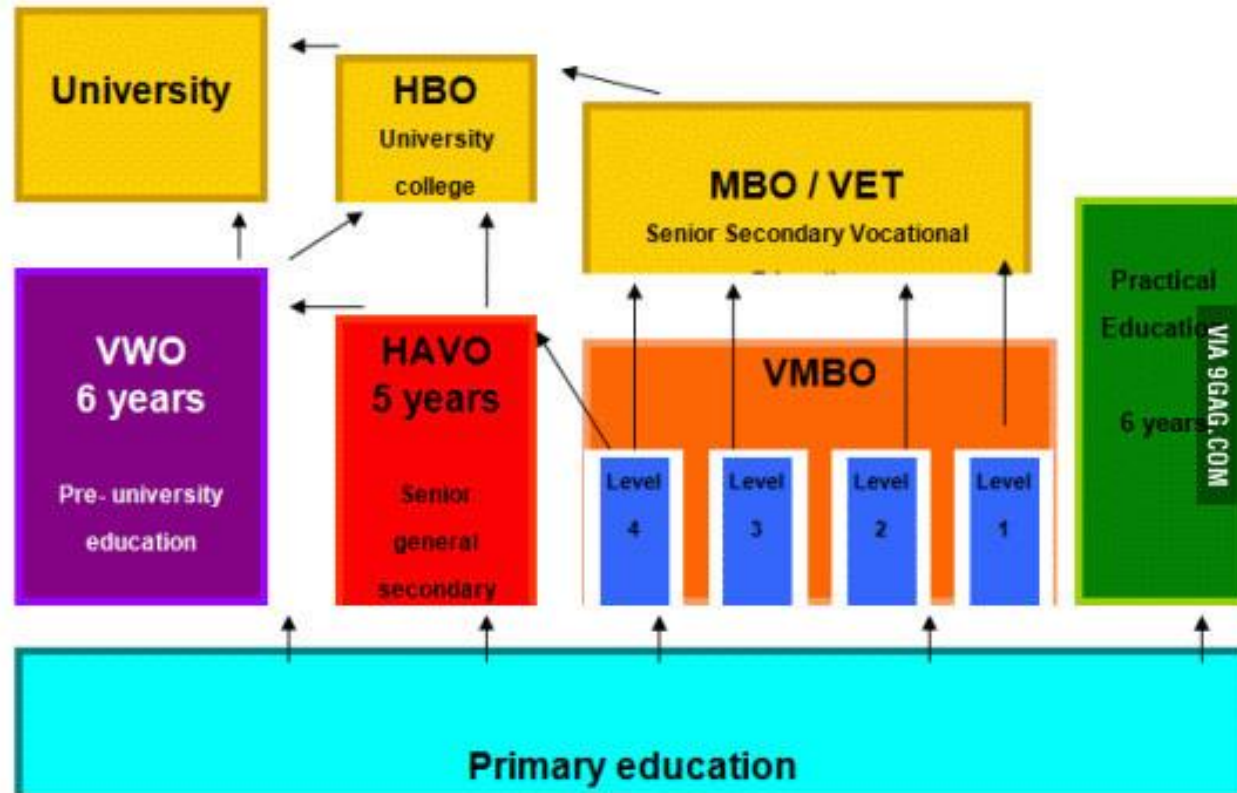 University
HBO
University
college
MBO / VET
Senior Secondary Vocational
VWO
6 years
Pre- university
education
HAVO
5 years
Senior
general
secondary
VMBO
Level
4
Level
3
Level
2
Level
1
Practical
Education
6 years
VIA 9GAG.COM
Primary education